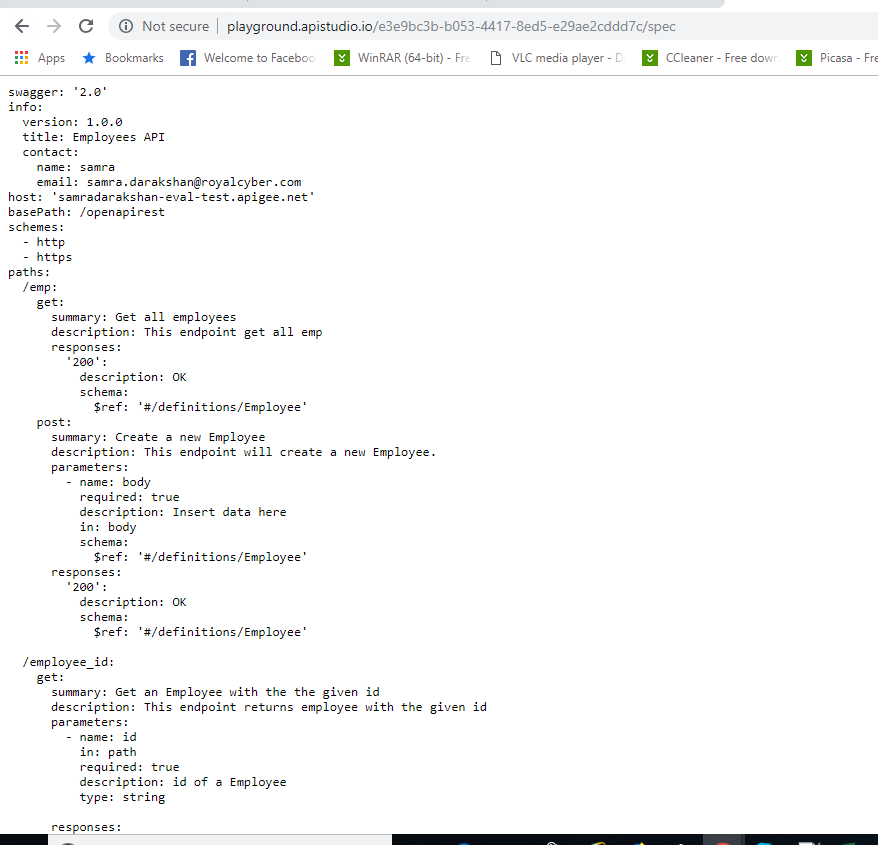 Not secure | playground.apistudio.io/e3e9bc3b-b053-4417-8ed5-e29ae2cddd7c/spec
Apps Bookmarks Welcome to Faceboo WinRAR (64-bit) - Fre VLC media player - D CCleaner - Free down Picasa - Fre
swagger: '2.0'
info:
  version: 1.0.0
  title: Employees API
  contact:
    name: samra
    email: samra.darakshan@royalcyber.com
host: 'samradarakshan-eval-test.apigee.net'
basePath: /openapirest
schemes:
  - http
  - https
paths:
  /emp:
    get:
      summary: Get all employees
      description: This endpoint get all emp
      responses:
        '200':
          description: OK
          schema:
            $ref: '#/definitions/Employee'
    post:
      summary: Create a new Employee
      description: This endpoint will create a new Employee.
      parameters:
        - name: body
          required: true
          description: Insert data here
          in: body
          schema:
            $ref: '#/definitions/Employee'
      responses:
        '200':
          description: OK
          schema:
            $ref: '#/definitions/Employee'
  /employee_id:
    get:
      summary: Get an Employee with the the given id
      description: This endpoint returns employee with the given id
      parameters:
        - name: id
          in: path
          required: true
          description: id of a Employee
          type: string
      responses: